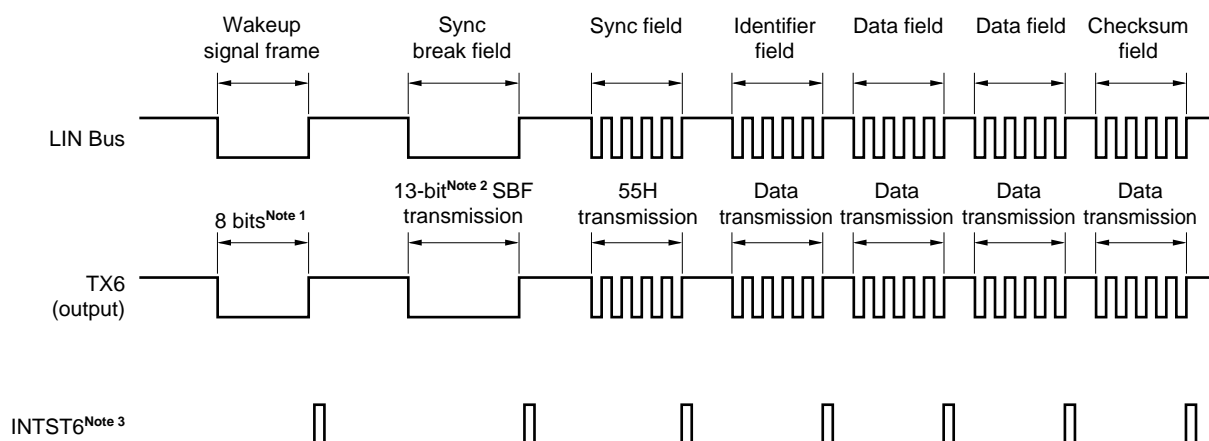 Wakeup
signal frame
Sync
break field
Sync field
Identifier
field
Data field
Data field
Checksum
field
LIN Bus
8 bitsNote 1
13-bitNote 2 SBF
transmission
55H
transmission
Data
transmission
Data
transmission
Data
transmission
Data
transmission
TX6
(output)
INTST6Note 3